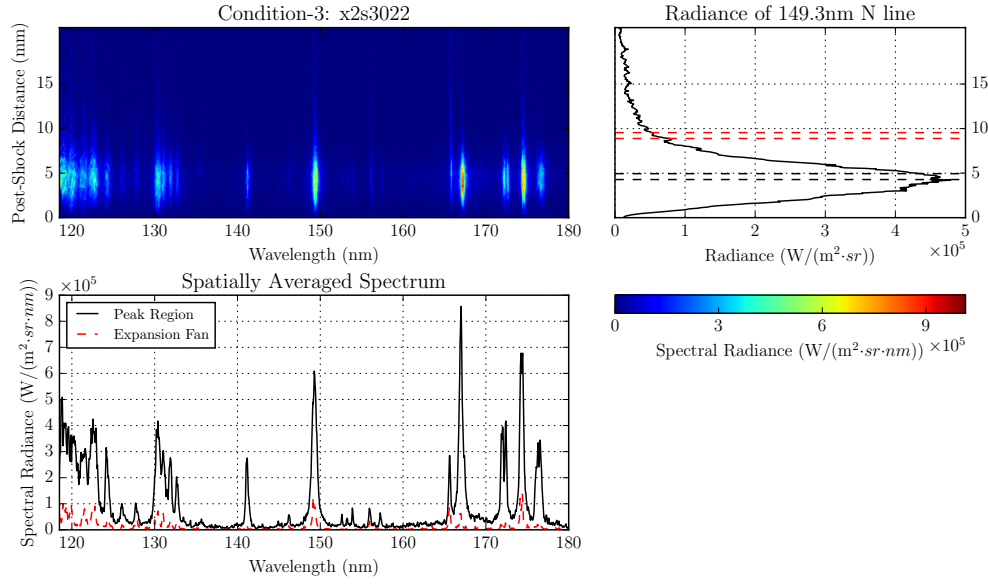 Condition-3: x2s3022
Post-Shock Distance (mm)
15
10
5
0
120 130 140 150 160 170 180
Wavelength (nm)
Radiance of 149.3nm N line
15
10
5
0
0 1 2 3 4 5
×10⁵
Radiance (W/(m²·sr))
Spatially Averaged Spectrum
×10⁵
Spectral Radiance (W/(m²·sr·nm))
9
8
7
6
5
4
3
2
1
0
Peak Region
Expansion Fan
120 130 140 150 160 170 180
Wavelength (nm)
0 3 6 9
×10⁵
Spectral Radiance (W/(m²·sr·nm))